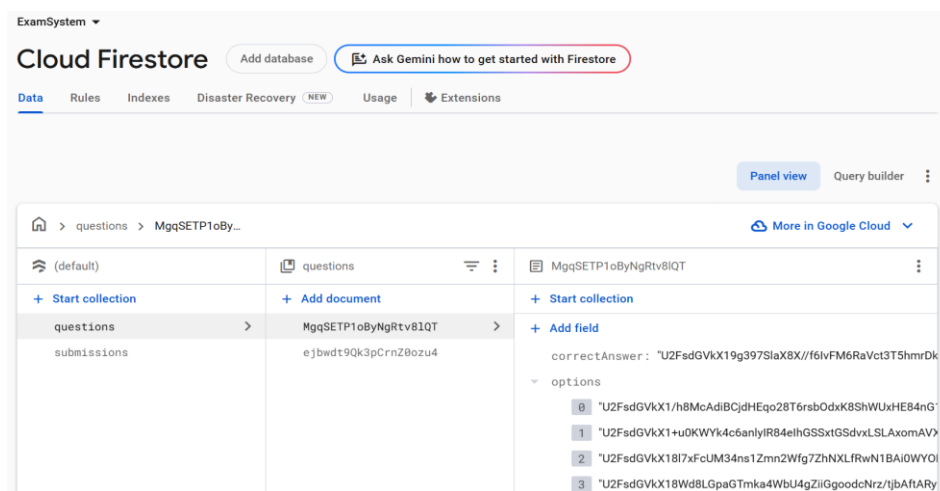 ExamSystem
Cloud Firestore Add database Ask Gemini how to get started with Firestore
Data Rules Indexes Disaster Recovery NEW Usage Extensions
Panel view Query builder
questions > MgqSETP1oBy… More in Google Cloud
(default) questions MgqSETP1oByNgRtv8lQT
+ Start collection + Add document + Start collection
questions MgqSETP1oByNgRtv8lQT + Add field
submissions ejbwdt9Qk3pCrnZ0ozu4 correctAnswer: "U2FsdGVkX19g397SlaX8X//f6IvFM6RaVct3T5hmrDk
options
0 "U2FsdGVkX1/h8McAdiBCjdHEqo28T6rsbOdxK8ShWUxHE84nG
1 "U2FsdGVkX1+u0KWYk4c6anlyIR84eIhGSSxtGSdvxLSLAxomAVX
2 "U2FsdGVkX18l7xFcUM34ns1Zmn2Wfg7ZhNXLfRwN1BAi0WYO
3 "U2FsdGVkX18Wd8LGpaGTmka4WbU4gZiiGgoodcNrz/tjbAftARy